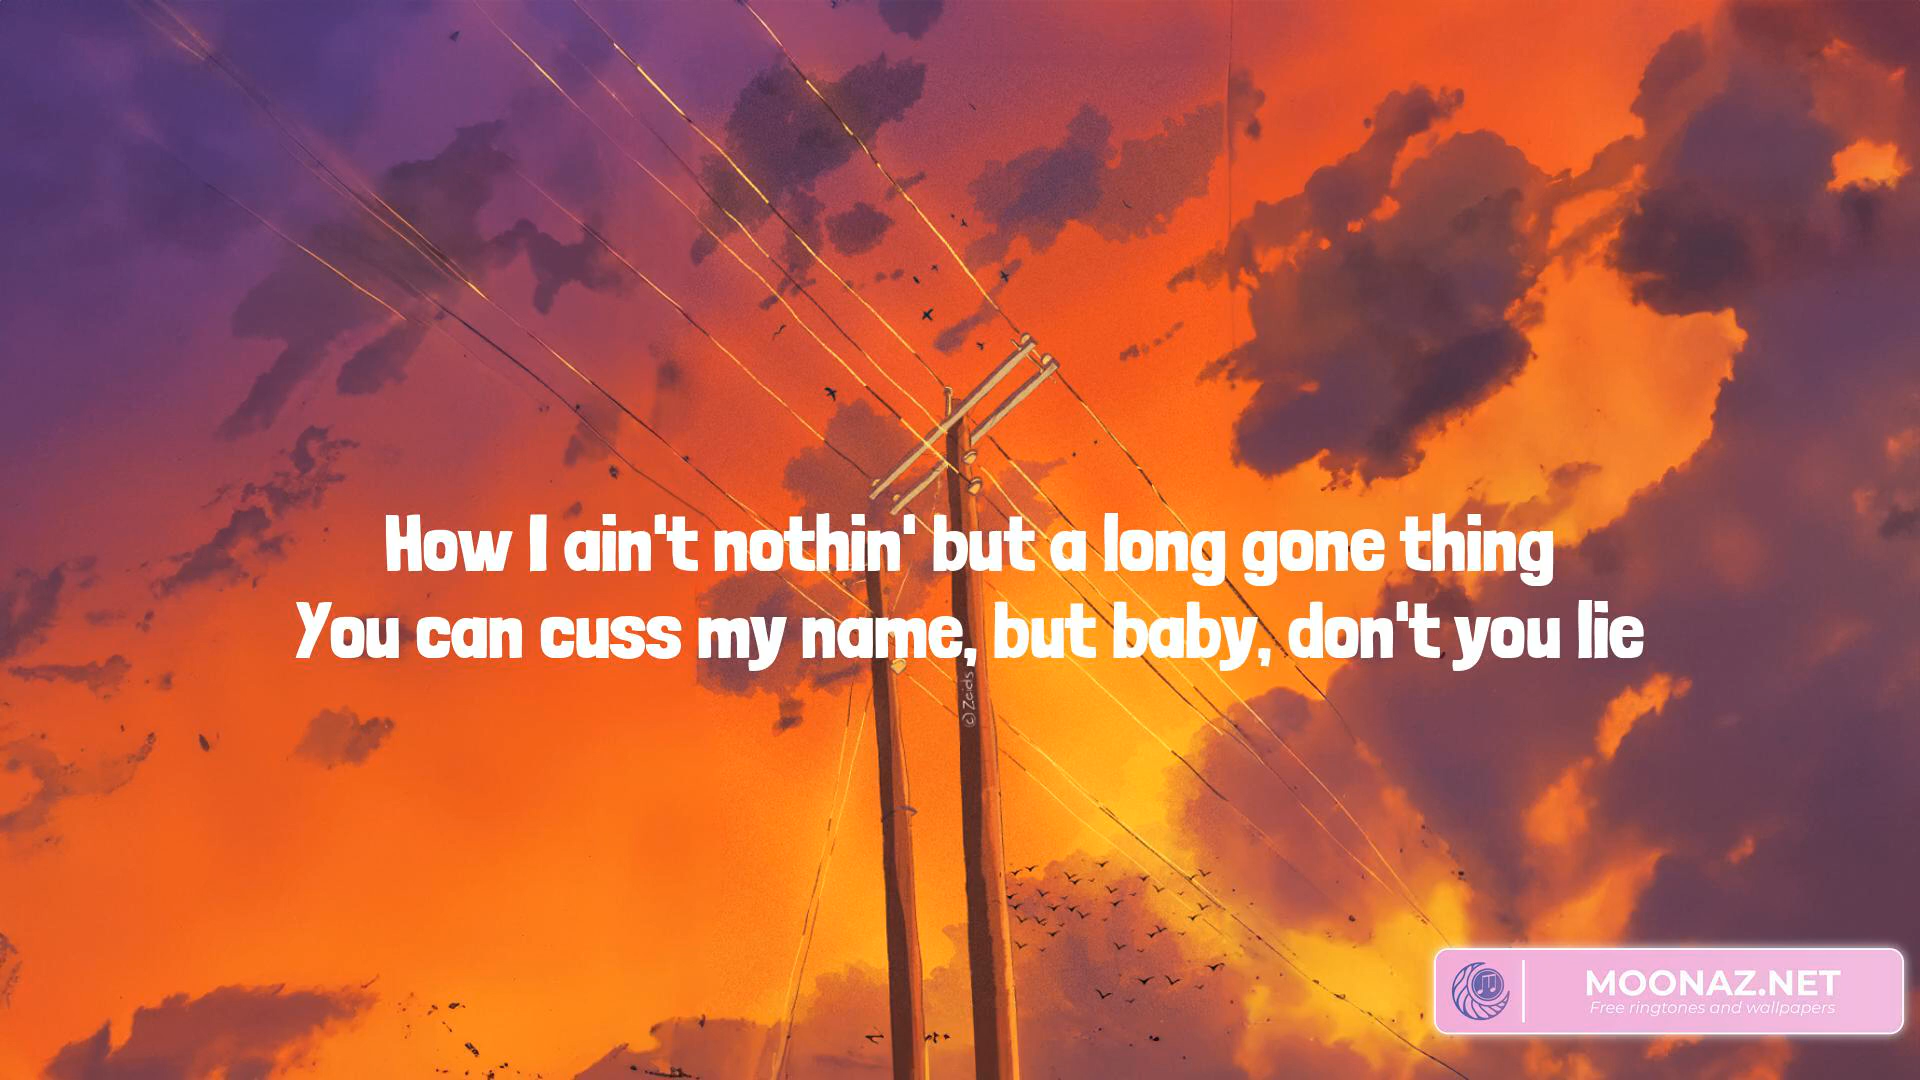 How I ain't nothin' but a long gone thing
You can cuss my name, but baby, don't you lie
(c) Zeids
MOONAZ.NET
Free ringtones and wallpapers